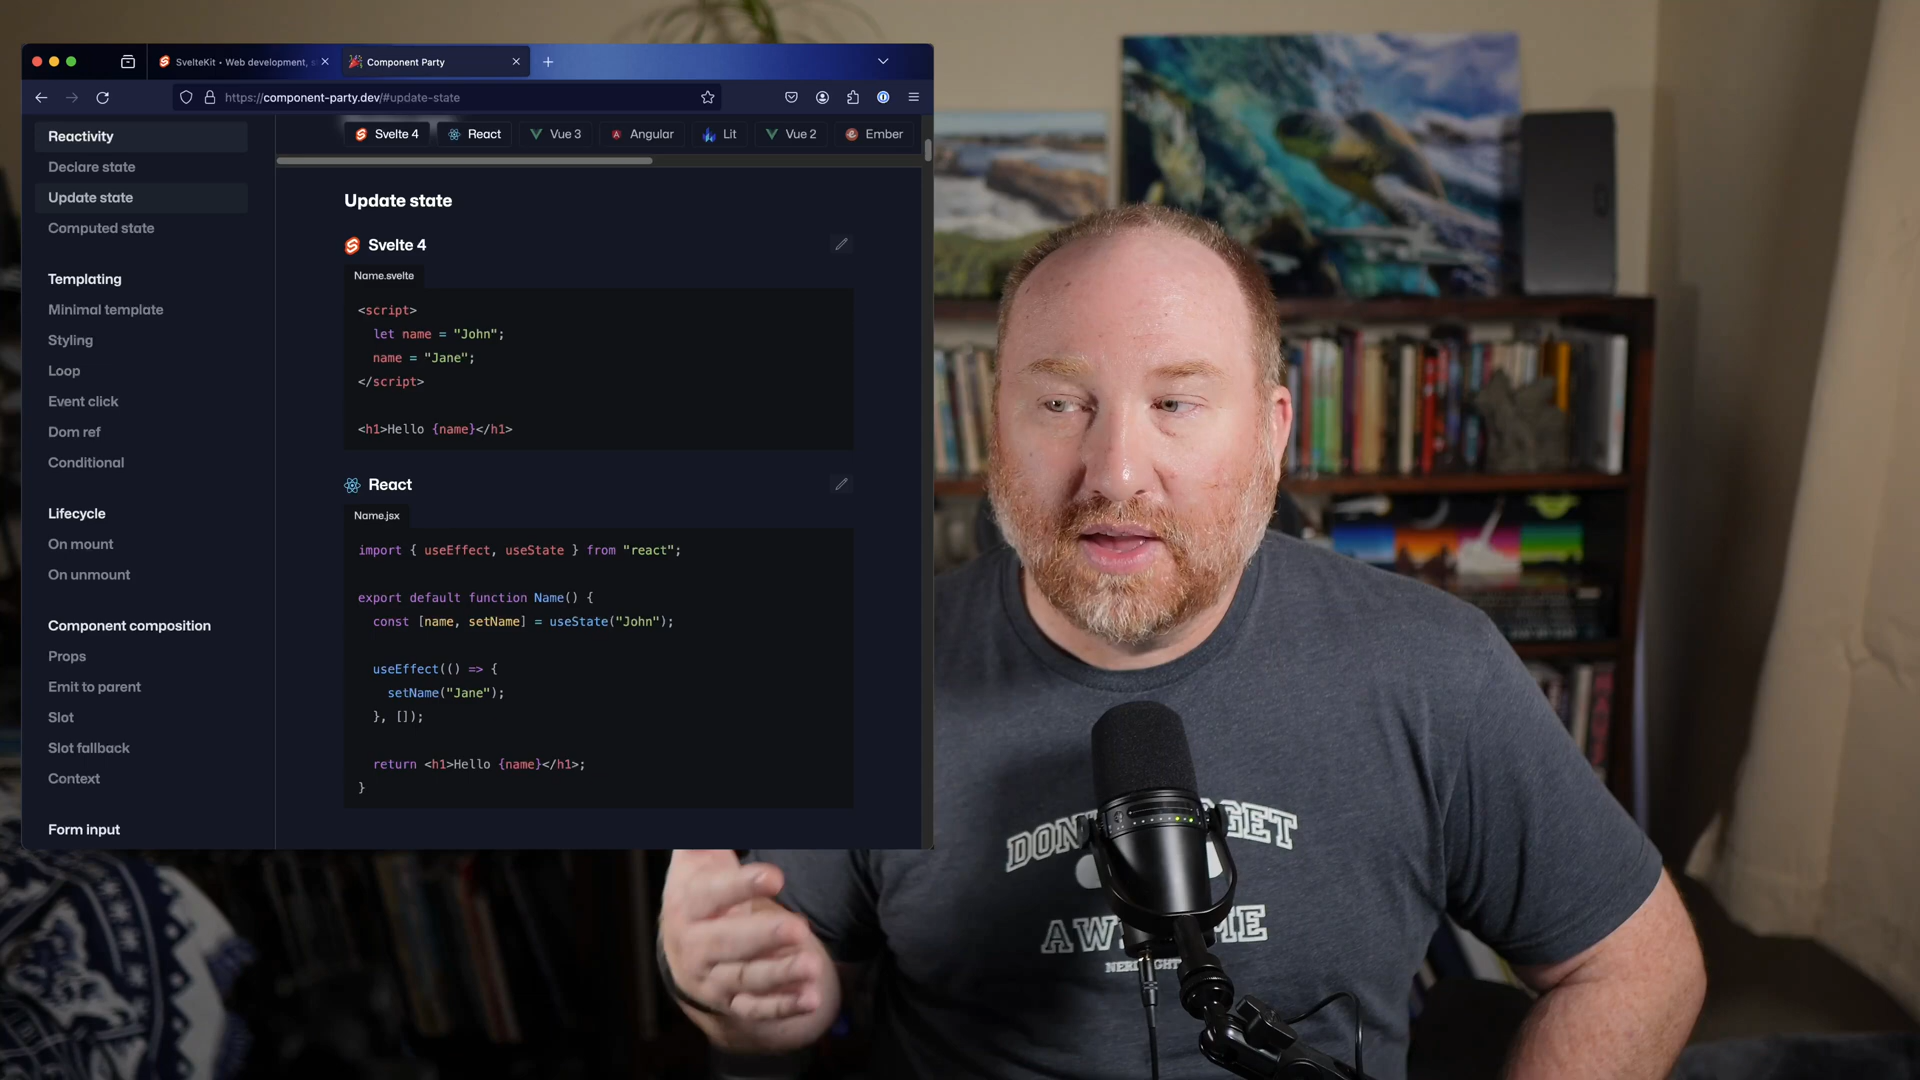 SvelteKit • Web development, s
Component Party
https://component-party.dev/#update-state
Svelte 4
React
Vue 3
Angular
Lit
Vue 2
Ember
Reactivity
Declare state
Update state
Computed state
Templating
Minimal template
Styling
Loop
Event click
Dom ref
Conditional
Lifecycle
On mount
On unmount
Component composition
Props
Emit to parent
Slot
Slot fallback
Context
Form input
Update state
Svelte 4
Name.svelte
<script>
let name = "John";
name = "Jane";
</script>
<h1>Hello {name}</h1>
React
Name.jsx
import { useEffect, useState } from "react";
export default function Name() {
const [name, setName] = useState("John");
useEffect(() => {
setName("Jane");
}, []);
return <h1>Hello {name}</h1>;
}